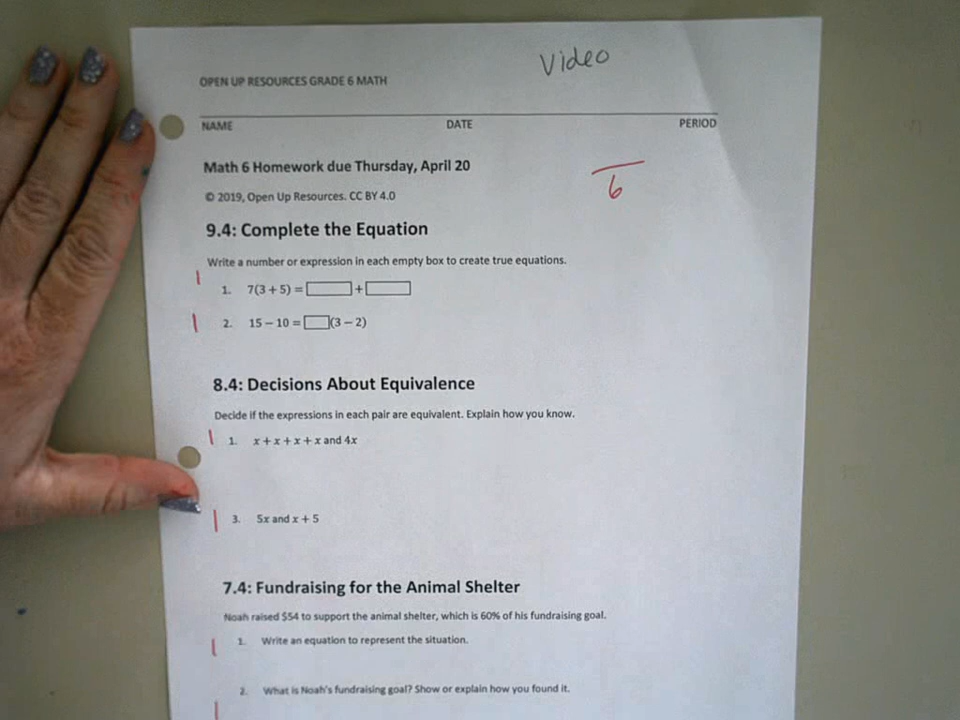 Video
OPEN UP RESOURCES GRADE 6 MATH
NAME DATE PERIOD
Math 6 Homework due Thursday, April 20
6
© 2019, Open Up Resources. CC BY 4.0
9.4: Complete the Equation
Write a number or expression in each empty box to create true equations.
1. 7(3 + 5) = + 
2. 15 – 10 = (3 – 2)
8.4: Decisions About Equivalence
Decide if the expressions in each pair are equivalent. Explain how you know.
1. x + x + x + x and 4x
3. 5x and x + 5
7.4: Fundraising for the Animal Shelter
Noah raised $54 to support the animal shelter, which is 60% of his fundraising goal.
1. Write an equation to represent the situation.
2. What is Noah's fundraising goal? Show or explain how you found it.